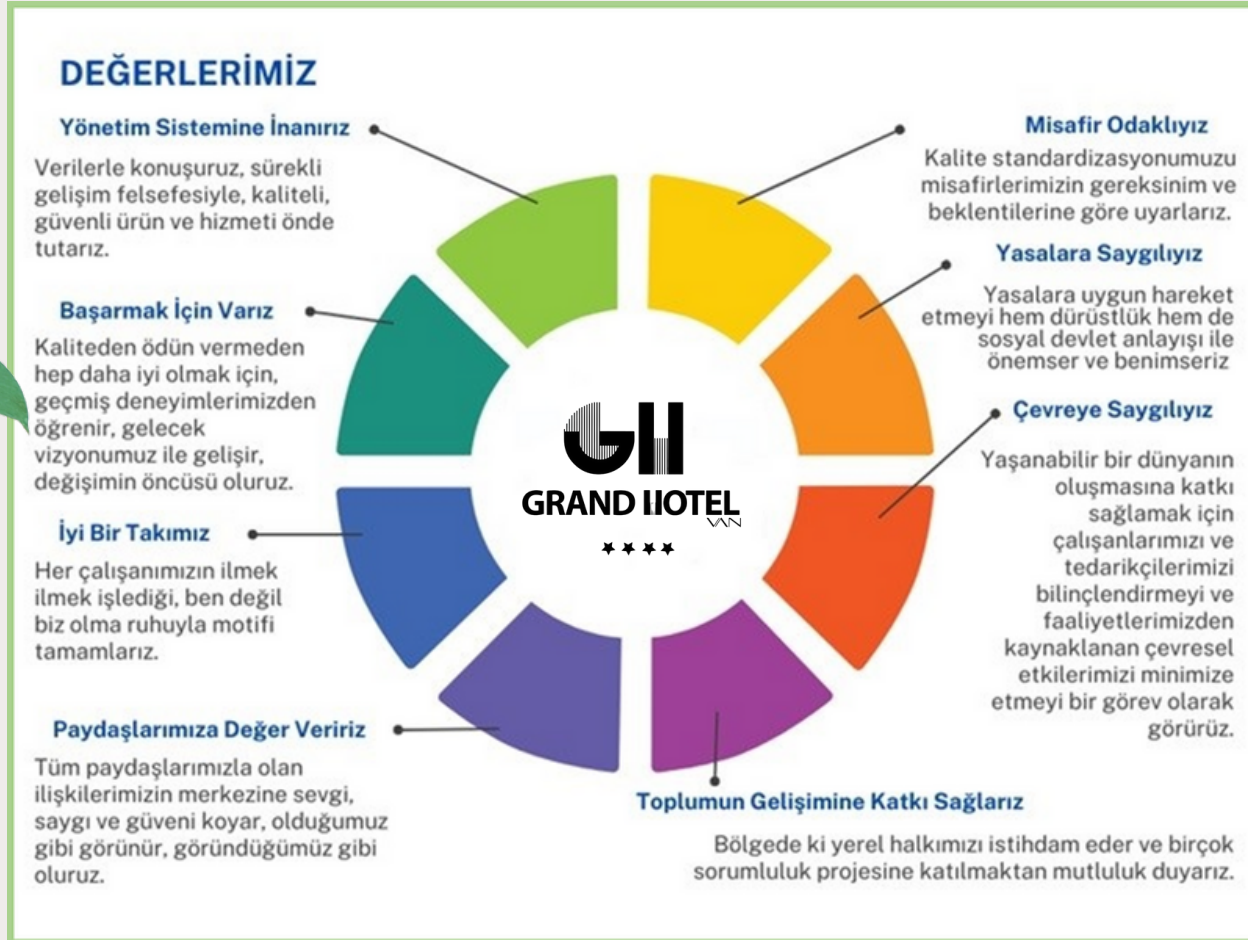 DEĞERLERİMİZ
Yönetim Sistemine İnanırız
Verilerle konuşuruz, sürekli
gelişim felsefesiyle, kaliteli,
güvenli ürün ve hizmeti önde
tutarız.
Başarmak İçin Varız
Kaliteden ödün vermeden
hep daha iyi olmak için,
geçmiş deneyimlerimizden
öğrenir, gelecek
vizyonumuz ile gelişir,
değişimin öncüsü oluruz.
İyi Bir Takımız
Her çalışanımızın ilmek
ilmek işlediği, ben değil
biz olma ruhuyla motifi
tamamlarız.
Paydaşlarımıza Değer Veririz
Tüm paydaşlarımızla olan
ilişkilerimizin merkezine sevgi,
saygı ve güveni koyar, olduğumuz
gibi görünür, göründüğümüz gibi
oluruz.
GH
GRAND HOTEL
VAN
Misafir Odaklıyız
Kalite standardizasyonumuzu
misafirlerimizin gereksinim ve
beklentilerine göre uyarlarız.
Yasalara Saygılıyız
Yasalara uygun hareket
etmeyi hem dürüstlük hem de
sosyal devlet anlayışı ile
önemser ve benimseriz
Çevreye Saygılıyız
Yaşanabilir bir dünyanın
oluşmasına katkı
sağlamak için
çalışanlarımızı ve
tedarikçilerimizi
bilinçlendirmeyi ve
faaliyetlerimizden
kaynaklanan çevresel
etkilerimizi minimize
etmeyi bir görev olarak
görürüz.
Toplumun Gelişimine Katkı Sağlarız
Bölgede ki yerel halkımızı istihdam eder ve birçok
sorumluluk projesine katılmaktan mutluluk duyarız.